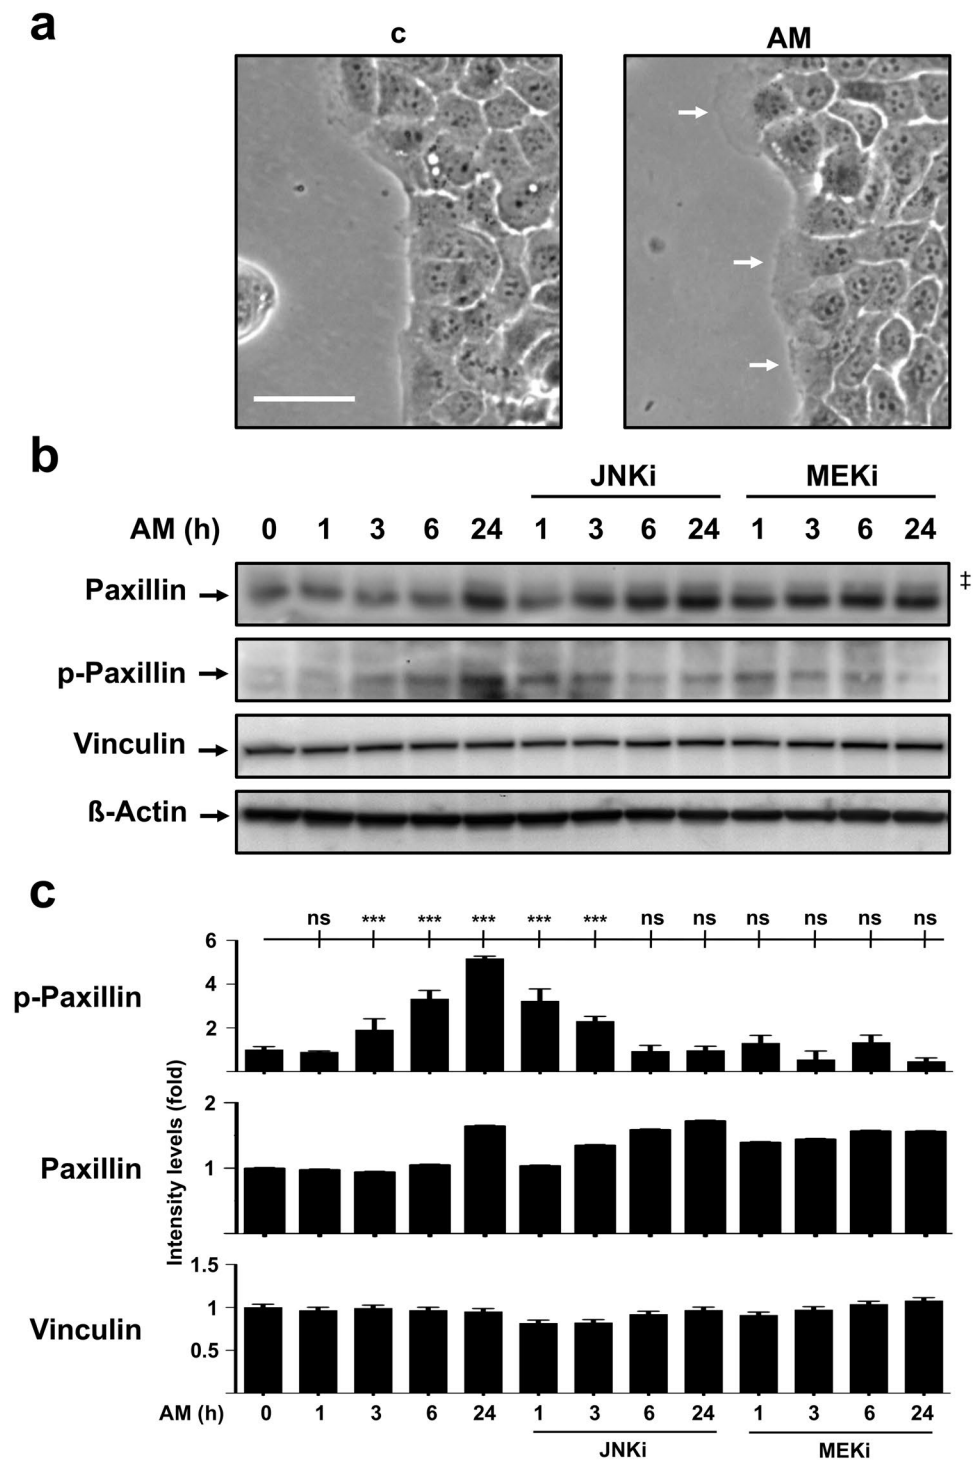 a
c AM
b
JNKi MEKi
AM (h) 0 1 3 6 24 1 3 6 24 1 3 6 24
Paxillin ‡
p-Paxillin
Vinculin
ß-Actin
c
ns *** *** *** *** *** ns ns ns ns ns ns
p-Paxillin
6
4
2
Intensity levels (fold)
Paxillin
2
1
Vinculin
1.5
1
0.5
AM (h) 0 1 3 6 24 1 3 6 24 1 3 6 24
JNKi MEKi